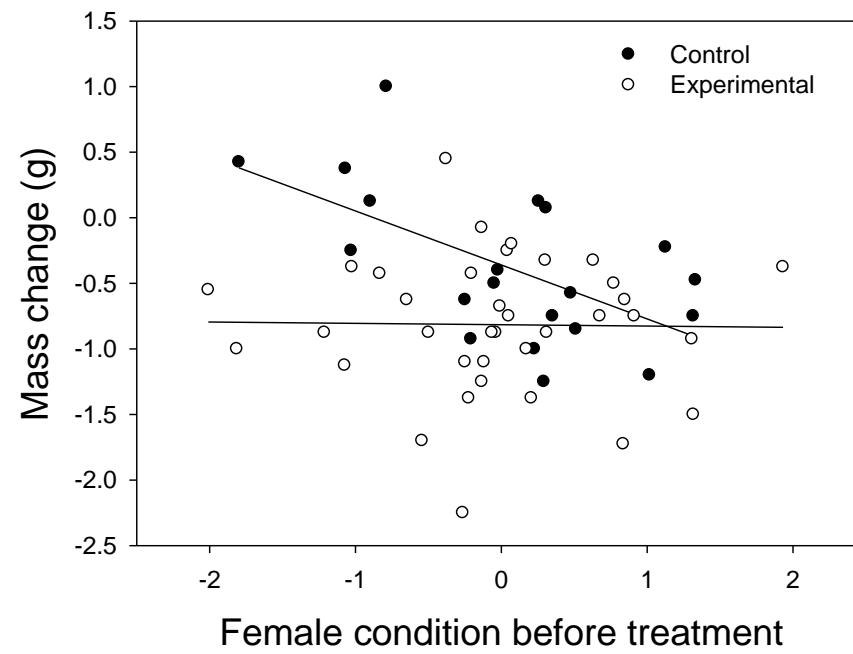 1.5
1.0
0.5
0.0
-0.5
-1.0
-1.5
-2.0
-2.5
Mass change (g)
Control
Experimental
-2 -1 0 1 2
Female condition before treatment